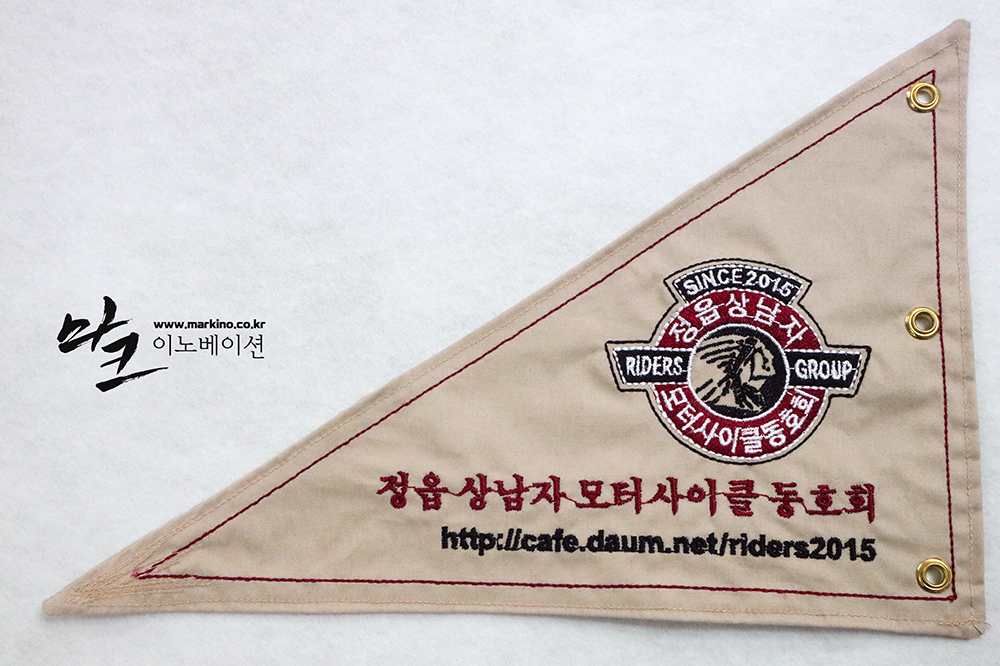 마크
www.markino.co.kr
이노베이션
SINCE 2015
정읍상남자
RIDERS GROUP
모터사이클동호회
정읍상남자모터사이클동호회
http://cafe.daum.net/riders2015